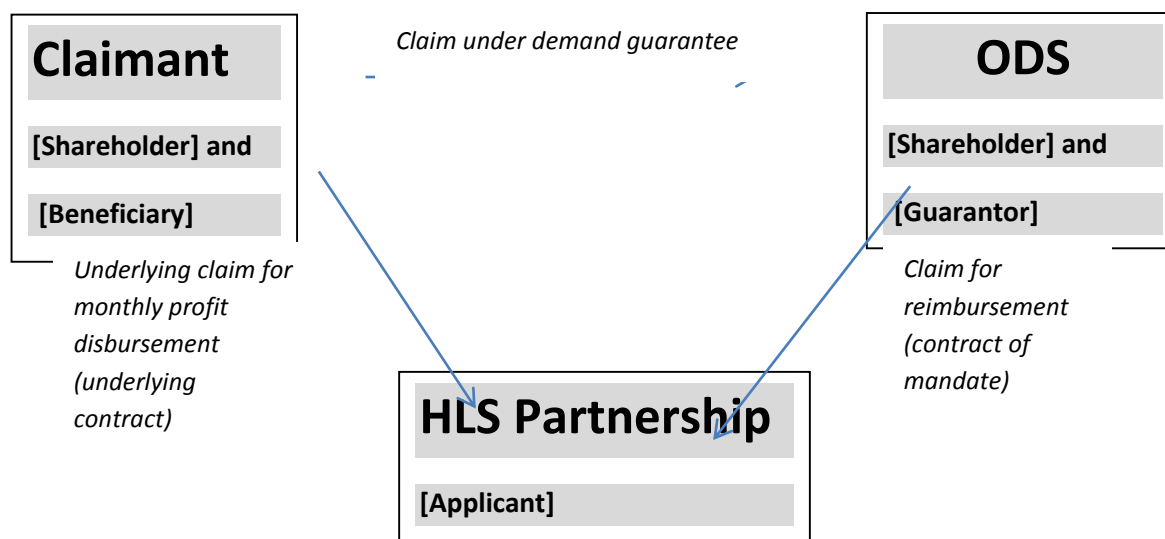 Claimant
[Shareholder] and
[Beneficiary]
Claim under demand guarantee
ODS
[Shareholder] and
[Guarantor]
Underlying claim for
monthly profit
disbursement
(underlying
contract)
Claim for
reimbursement
(contract of
mandate)
HLS Partnership
[Applicant]